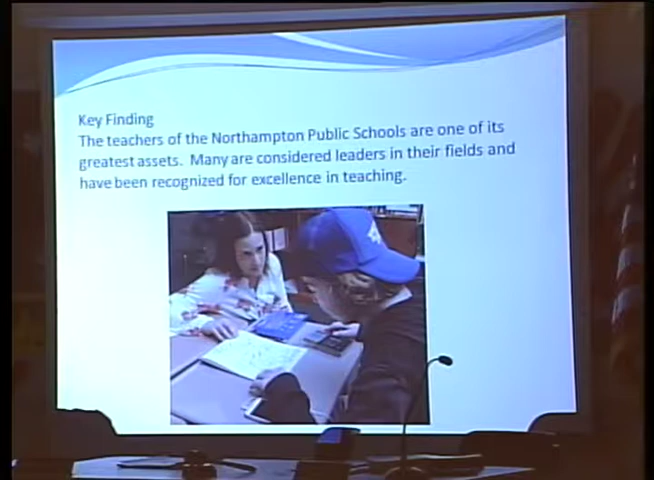 Key Finding
The teachers of the Northampton Public Schools are one of its
greatest assets.  Many are considered leaders in their fields and
have been recognized for excellence in teaching.